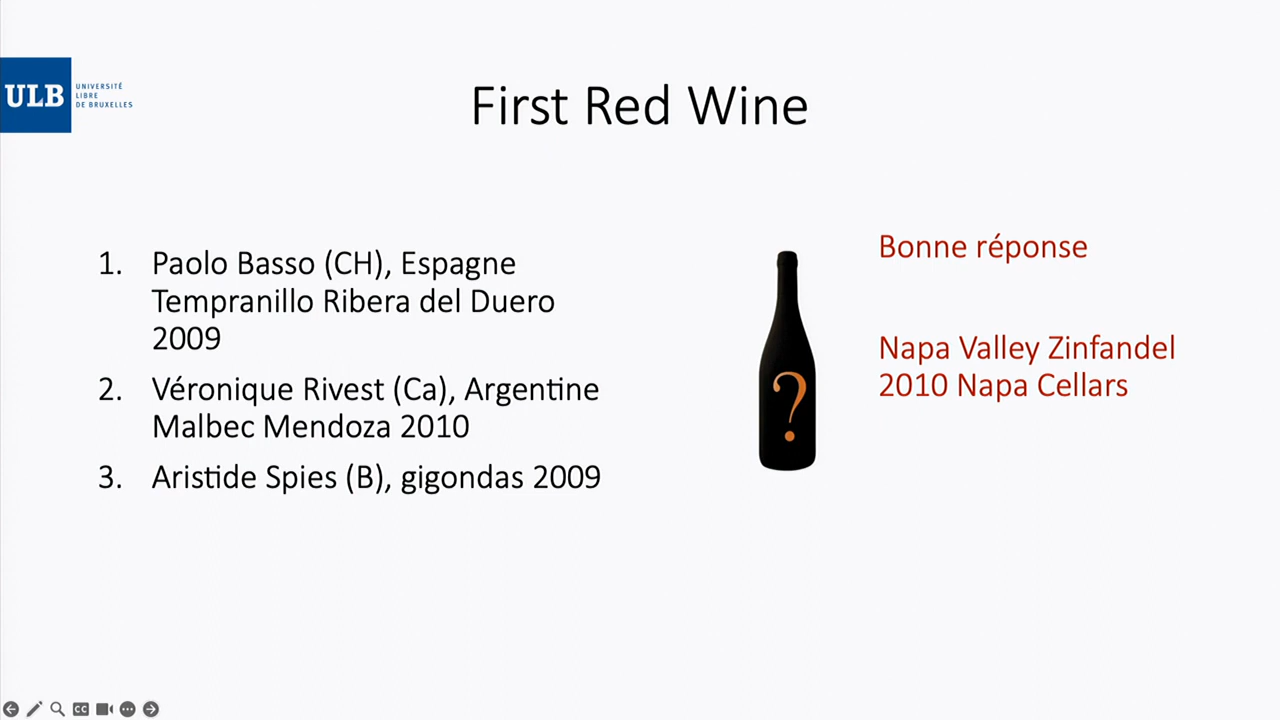 ULB
UNIVERSITÉ
LIBRE
DE BRUXELLES
First Red Wine
1. Paolo Basso (CH), Espagne
Tempranillo Ribera del Duero
2009
2. Véronique Rivest (Ca), Argentine
Malbec Mendoza 2010
3. Aristide Spies (B), gigondas 2009
?
Bonne réponse
Napa Valley Zinfandel
2010 Napa Cellars
CC